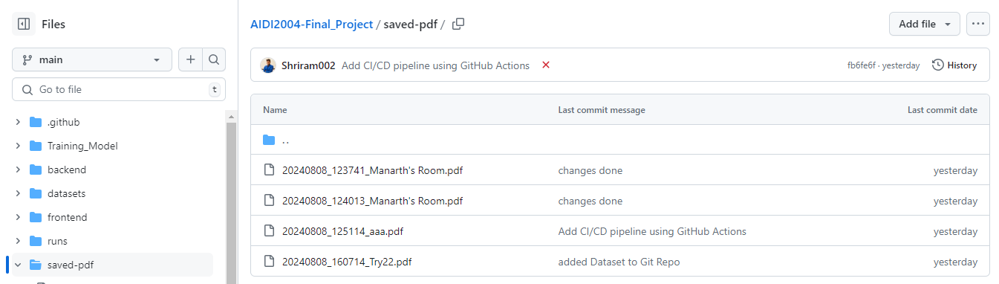 Files
main
Go to file
t
.github
Training_Model
backend
datasets
frontend
runs
saved-pdf
AIDI2004-Final_Project / saved-pdf /
Add file
Shriram002 Add CI/CD pipeline using GitHub Actions
fb6fe6f · yesterday
History
Name Last commit message Last commit date
..
20240808_123741_Manarth's Room.pdf changes done yesterday
20240808_124013_Manarth's Room.pdf changes done yesterday
20240808_125114_aaa.pdf Add CI/CD pipeline using GitHub Actions yesterday
20240808_160714_Try22.pdf added Dataset to Git Repo yesterday